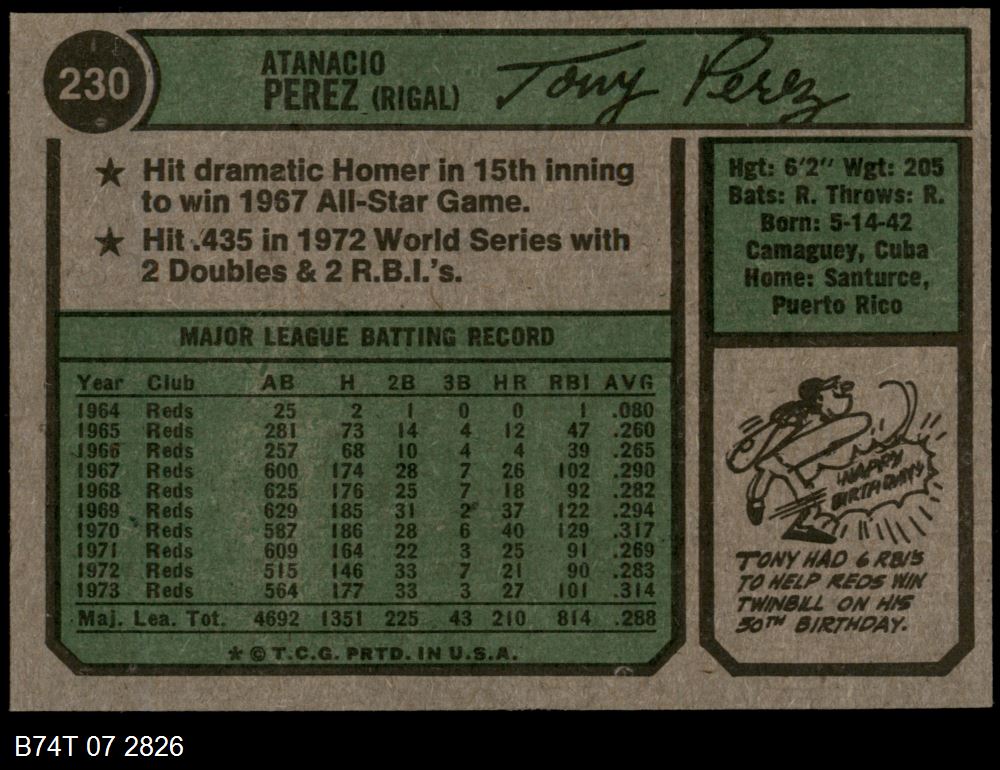 230
ATANACIO
PEREZ (RIGAL)
Tony Perez
★ Hit dramatic Homer in 15th inning
to win 1967 All-Star Game.
★ Hit .435 in 1972 World Series with
2 Doubles & 2 R.B.I.'s.
Hgt: 6'2" Wgt: 205
Bats: R. Throws: R.
Born: 5-14-42
Camaguey, Cuba
Home: Santurce,
Puerto Rico
MAJOR LEAGUE BATTING RECORD
Year Club AB H 2B 3B HR RBI AVG
1964 Reds 25 2 1 0 0 1 .080
1965 Reds 281 73 14 4 12 47 .260
1966 Reds 257 68 10 4 4 39 .265
1967 Reds 600 174 28 7 26 102 .290
1968 Reds 625 176 25 7 18 92 .282
1969 Reds 629 185 31 2 37 122 .294
1970 Reds 587 186 28 6 40 129 .317
1971 Reds 609 164 22 3 25 91 .269
1972 Reds 515 146 33 7 21 90 .283
1973 Reds 564 177 33 3 27 101 .314
Maj. Lea. Tot. 4692 1351 225 43 210 814 .288
* © T.C.G. PRTD. IN U.S.A.
HAPPY
BIRTHDAY!
TONY HAD 6 RBIS
TO HELP REDS WIN
TWINBILL ON HIS
30TH BIRTHDAY.
B74T 07 2826